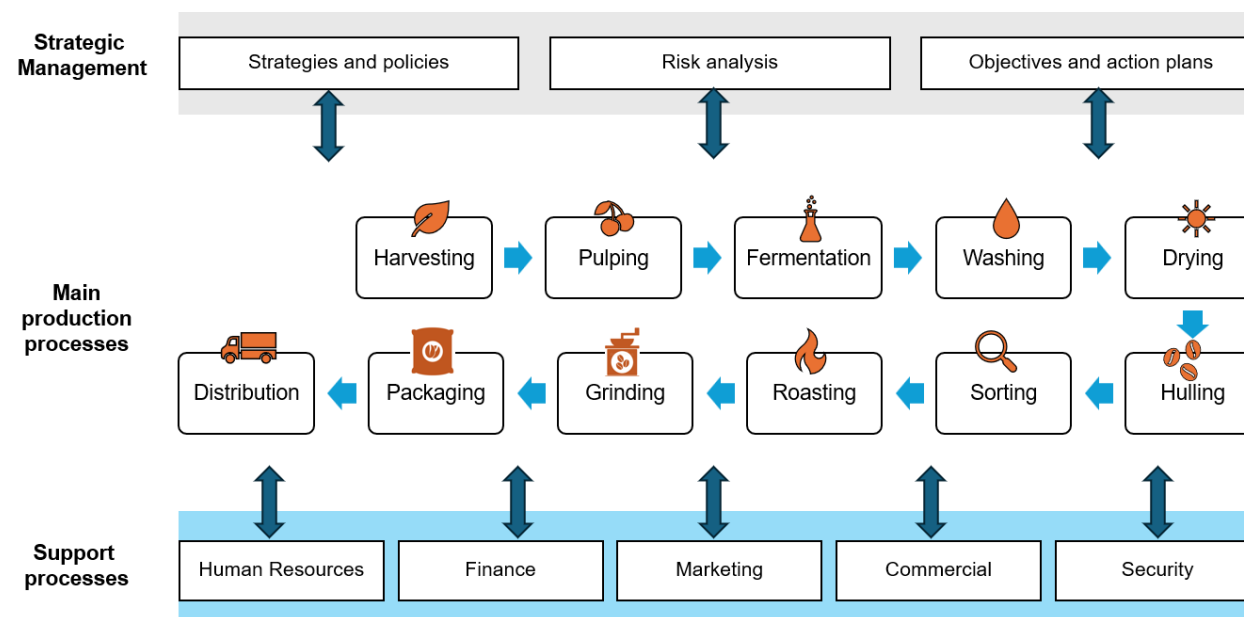 Strategic
Management
Strategies and policies
Risk analysis
Objectives and action plans
Main
production
processes
Harvesting
Pulping
Fermentation
Washing
Drying
Distribution
Packaging
Grinding
Roasting
Sorting
Hulling
Support
processes
Human Resources
Finance
Marketing
Commercial
Security